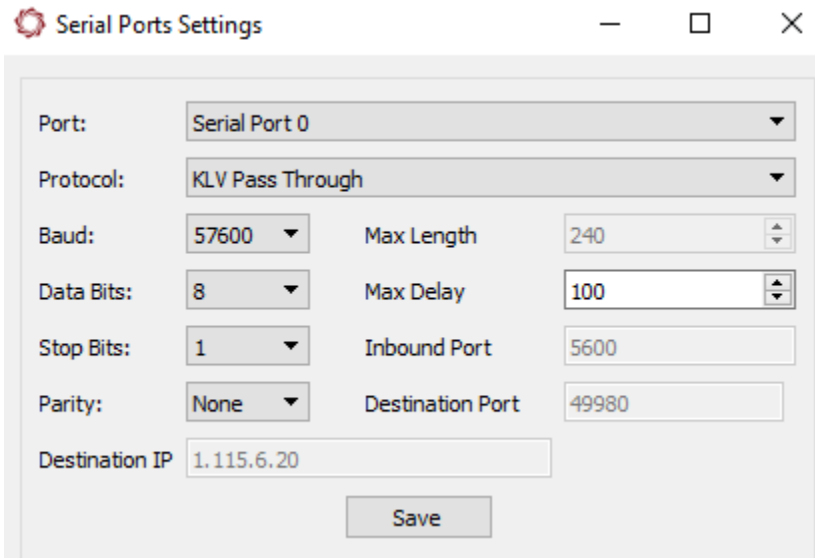 Serial Ports Settings
Port: Serial Port 0
Protocol: KLV Pass Through
Baud: 57600 Max Length 240
Data Bits: 8 Max Delay 100
Stop Bits: 1 Inbound Port 5600
Parity: None Destination Port 49980
Destination IP 1.115.6.20
Save